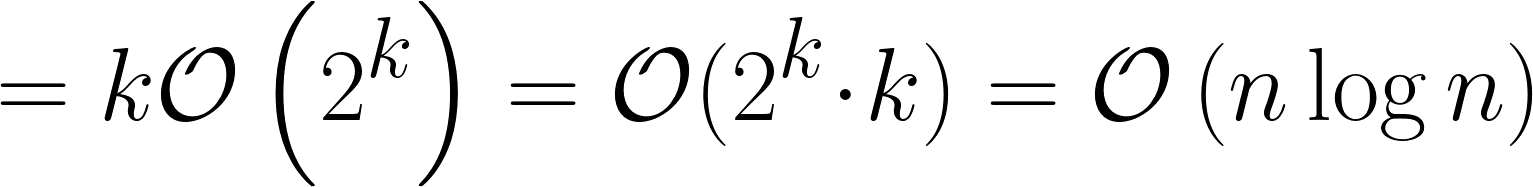 = k𝒪(2^k) = 𝒪(2^k · k) = 𝒪(n log n)